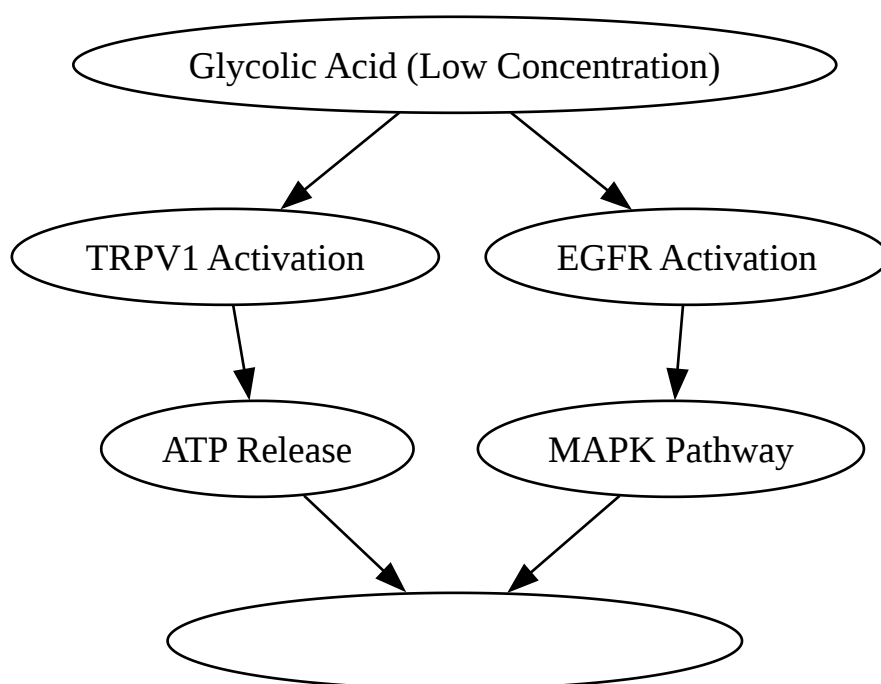 Glycolic Acid (Low Concentration)
TRPV1 Activation
EGFR Activation
ATP Release
MAPK Pathway